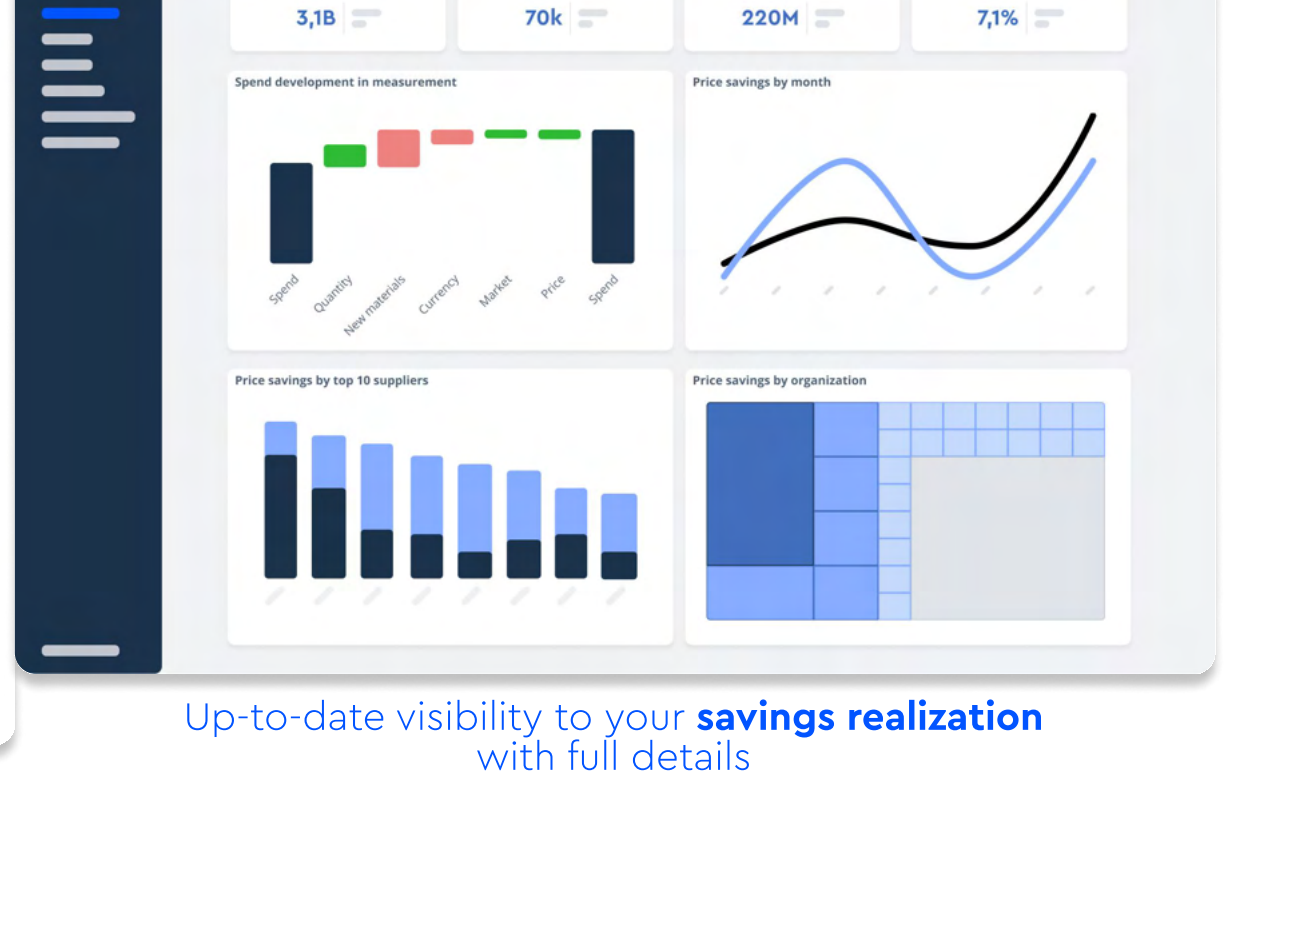 3,1B
70k
220M
7,1%
Spend development in measurement
Price savings by month
Spend
Quantity
New materials
Currency
Market
Price
Spend
Price savings by top 10 suppliers
Price savings by organization
Up-to-date visibility to your savings realization
with full details